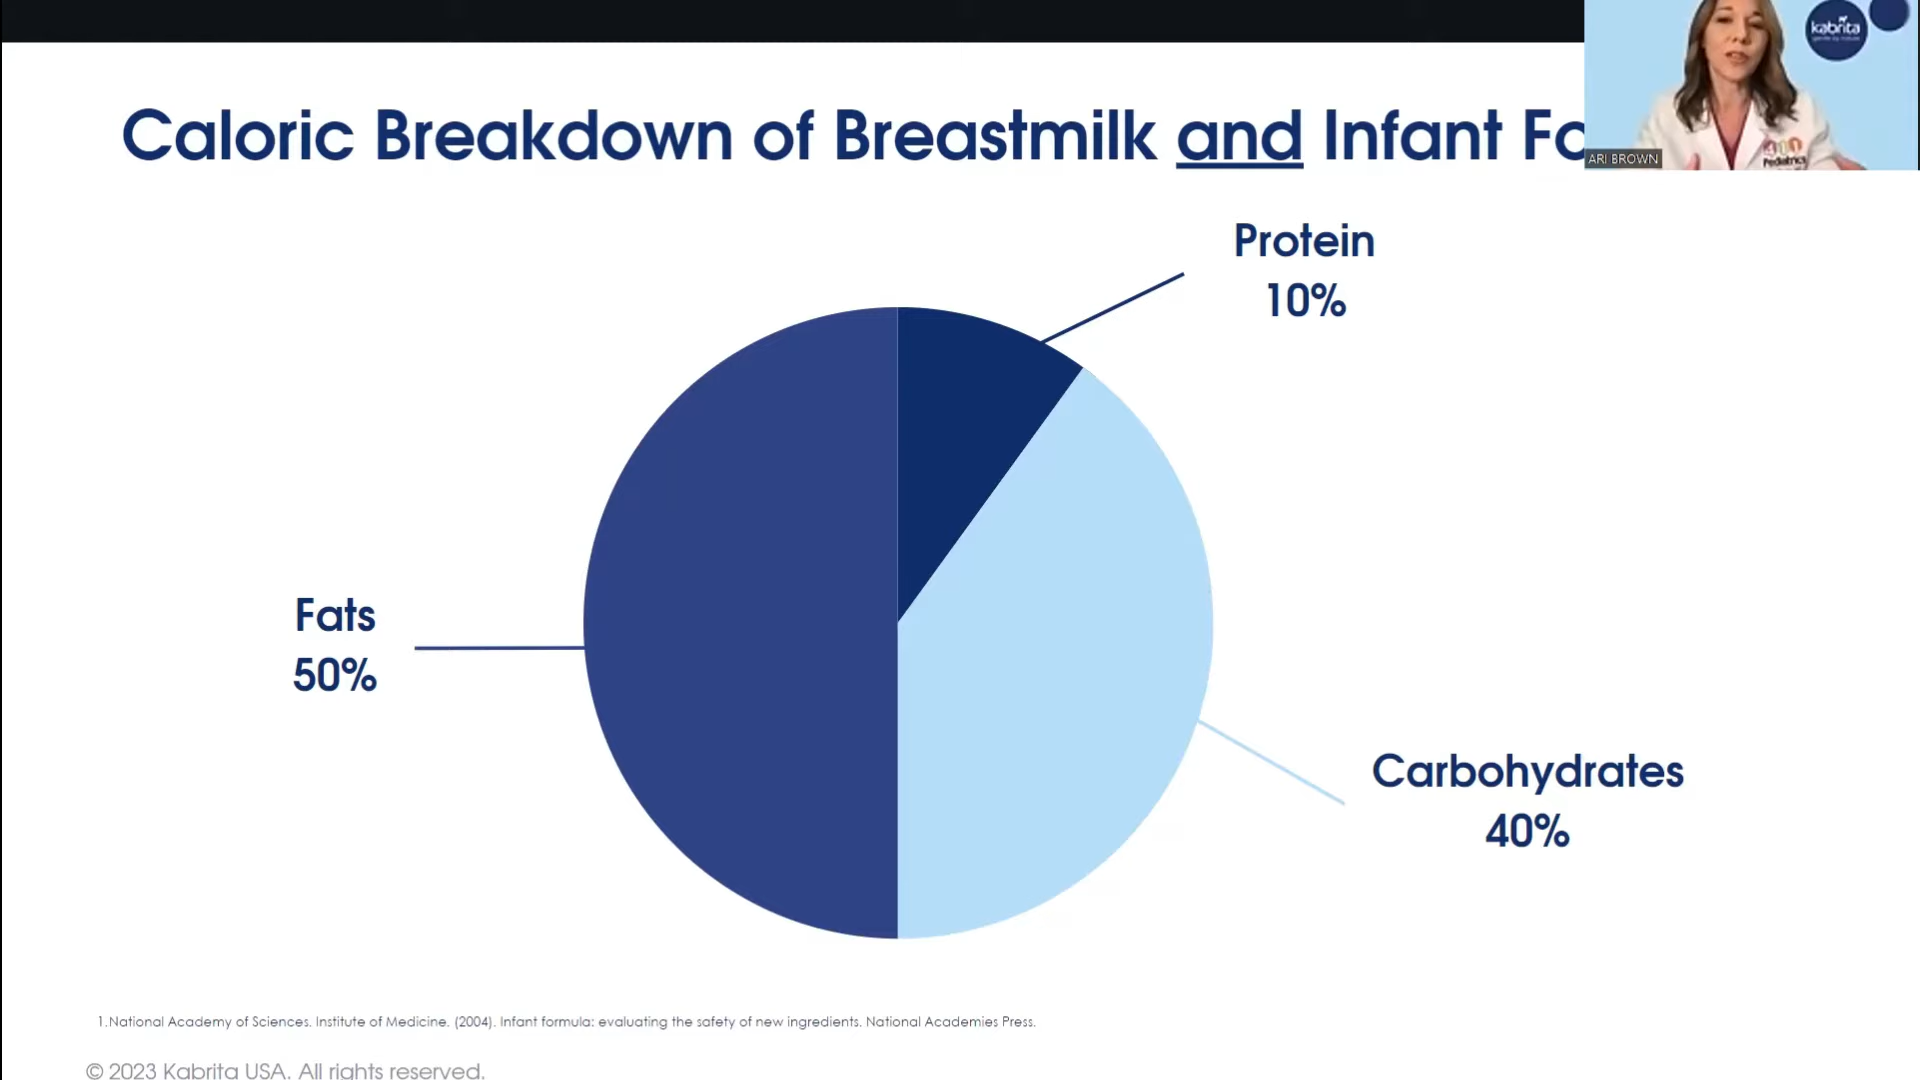 kabrita
Caloric Breakdown of Breastmilk and Infant Fo
ARI BROWN
Pediatrics
Protein
10%
Fats
50%
Carbohydrates
40%
1. National Academy of Sciences. Institute of Medicine. (2004). Infant formula: evaluating the safety of new ingredients. National Academies Press.
© 2023 Kabrita USA. All rights reserved.